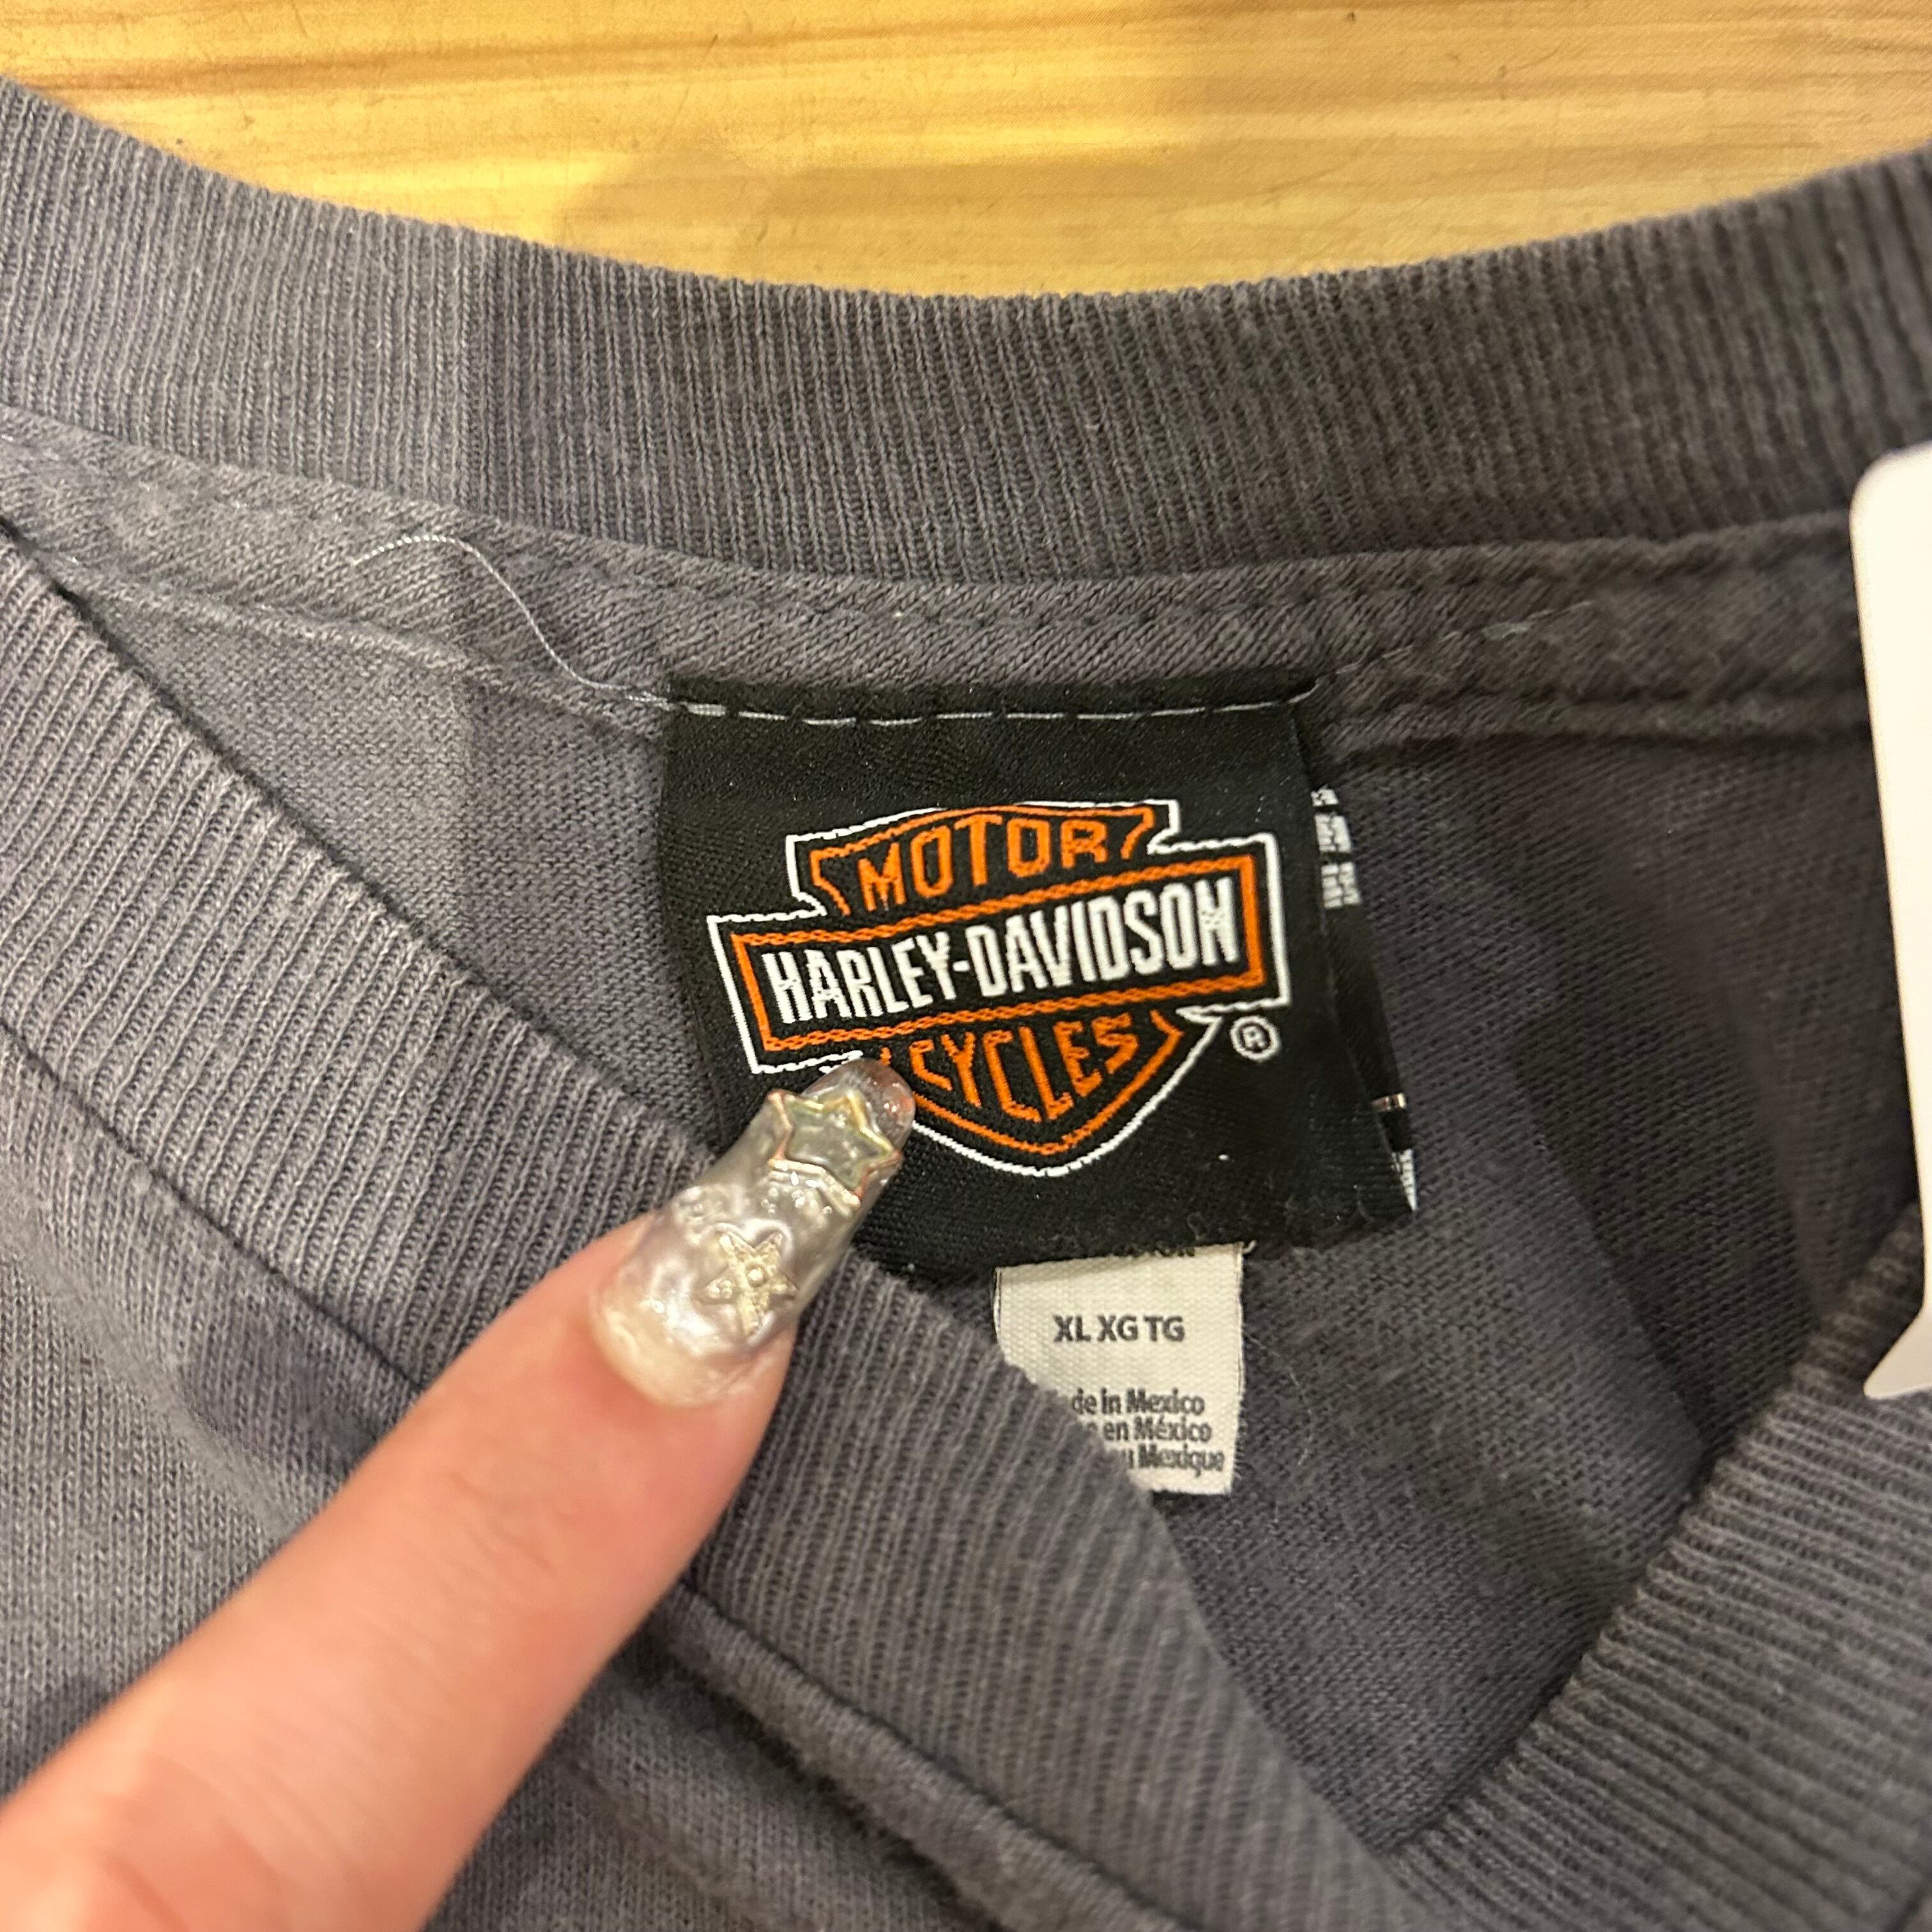 MOTOR
HARLEY-DAVIDSON
CYCLES
®
XL XG TG
de in Mexico
en México
Mexique